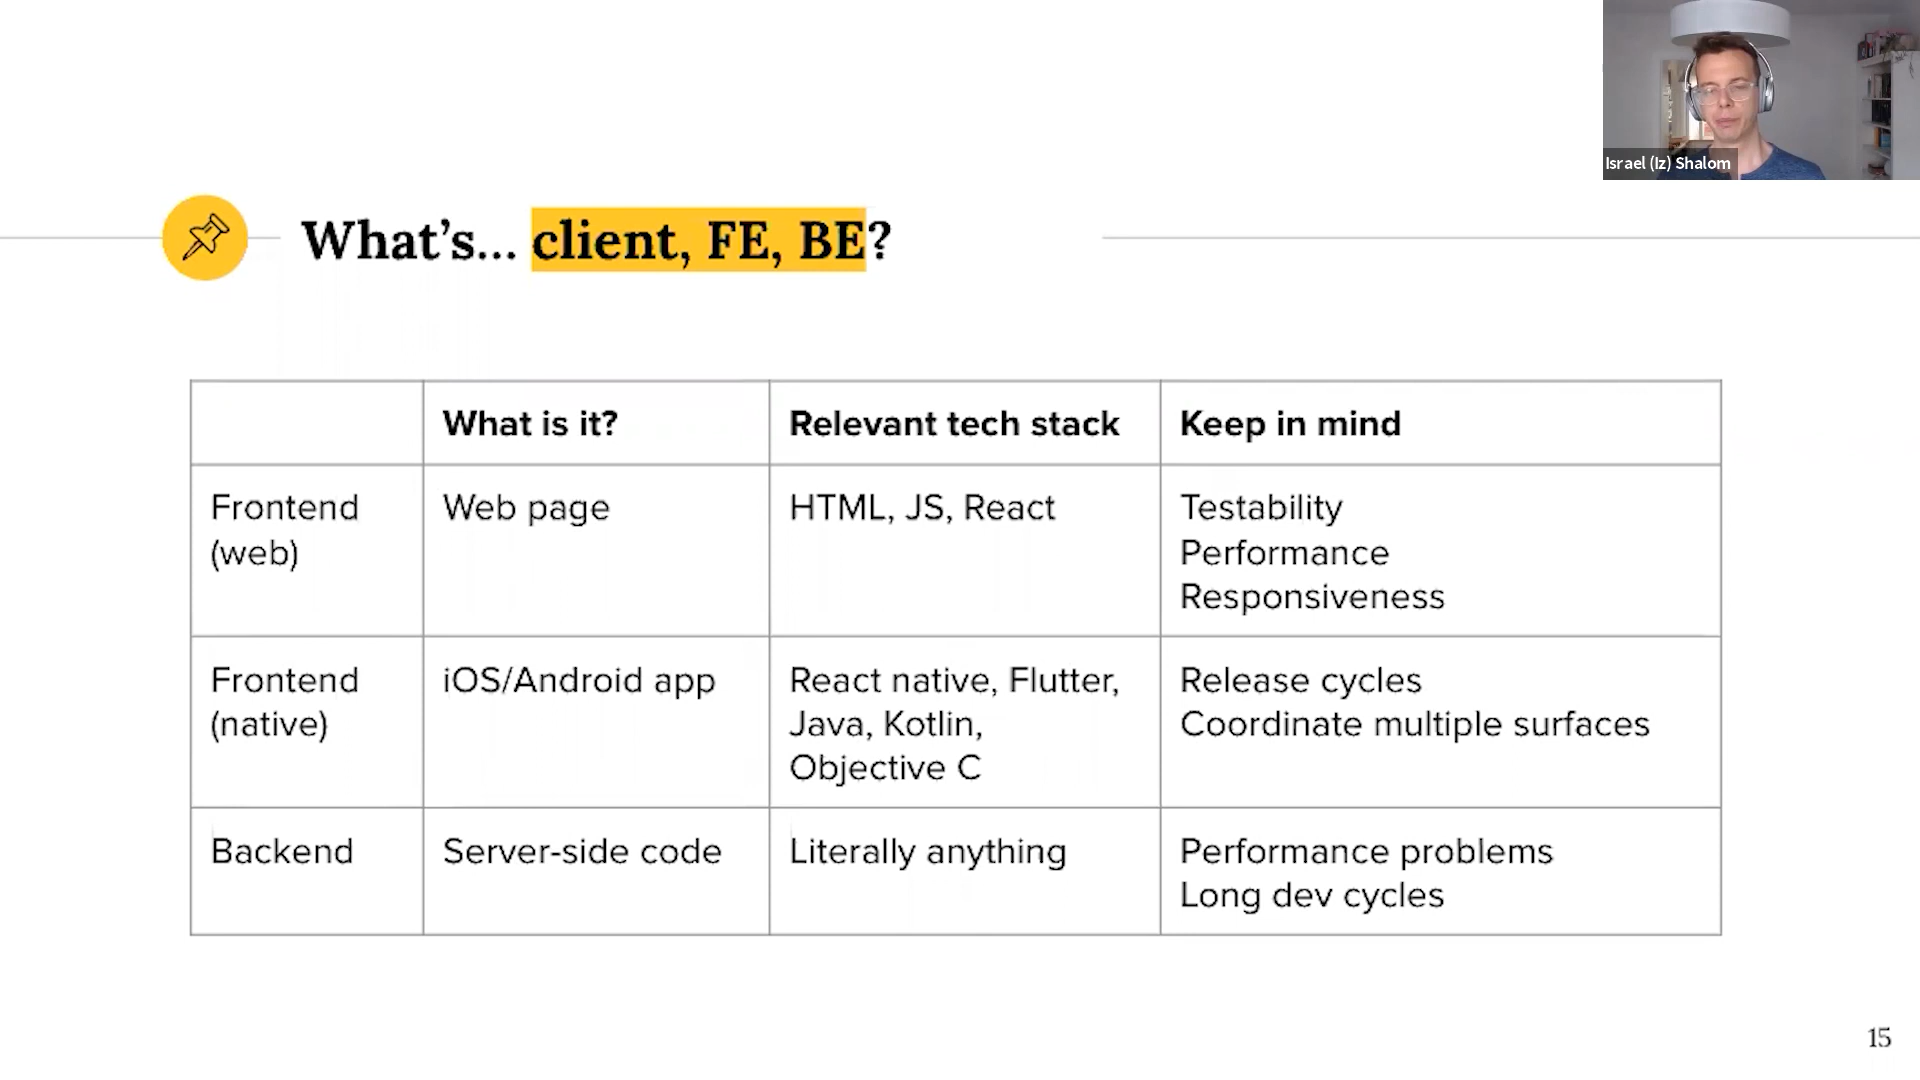 Israel (Iz) Shalom
What's... client, FE, BE?
What is it?
Relevant tech stack
Keep in mind
Frontend
(web)
Web page
HTML, JS, React
Testability
Performance
Responsiveness
Frontend
(native)
iOS/Android app
React native, Flutter,
Java, Kotlin,
Objective C
Release cycles
Coordinate multiple surfaces
Backend
Server-side code
Literally anything
Performance problems
Long dev cycles
15